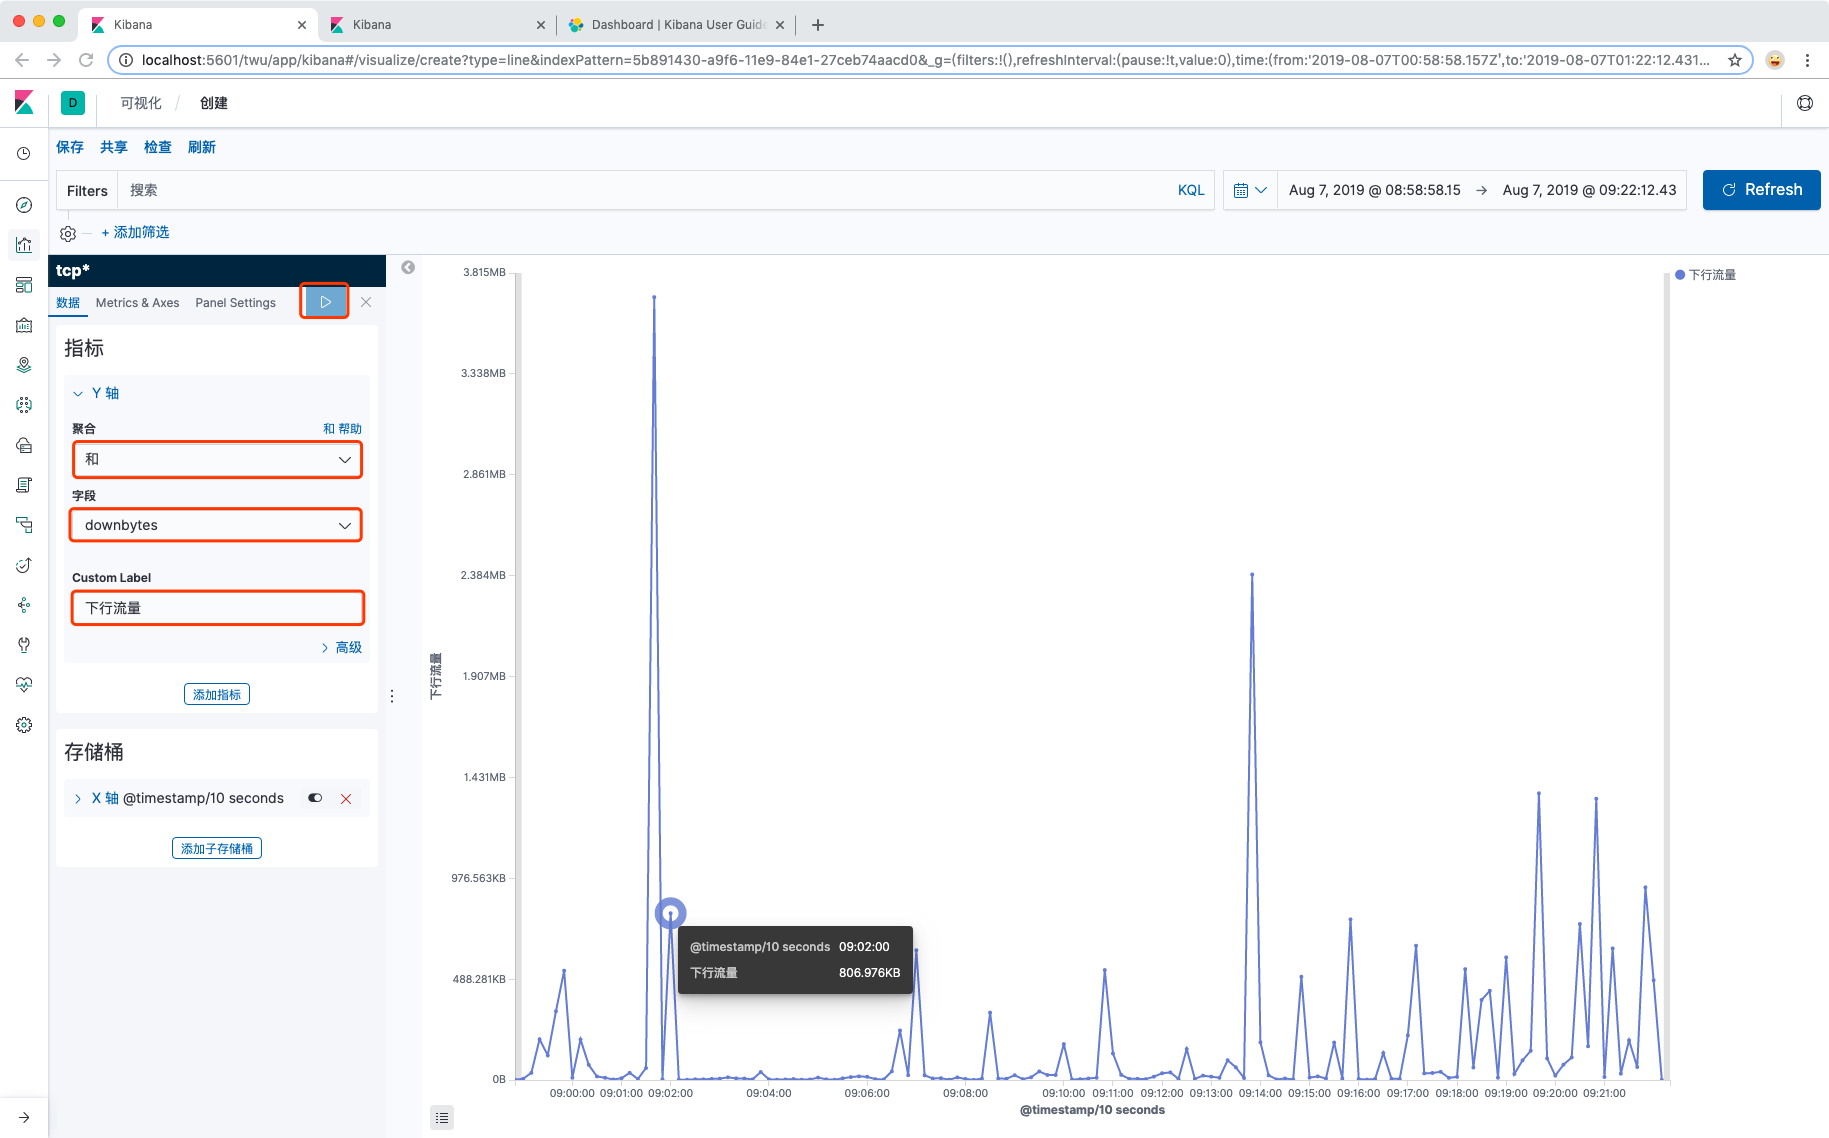 Kibana
Kibana
Dashboard | Kibana User Guide
localhost:5601/twu/app/kibana#/visualize/create?type=line&indexPattern=5b891430-a9f6-11e9-84e1-27ceb74aacd0&_g=(filters:!(),refreshInterval:(pause:!t,value:0),time:(from:'2019-08-07T00:58:58.157Z',to:'2019-08-07T01:22:12.431...
D
可视化 / 创建
保存 共享 检查 刷新
Filters 搜索 KQL Aug 7, 2019 @ 08:58:58.15 → Aug 7, 2019 @ 09:22:12.43 Refresh
+ 添加筛选
tcp*
数据 Metrics & Axes Panel Settings
指标
Y 轴
聚合 和 帮助
和
字段
downbytes
Custom Label
下行流量
高级
添加指标
存储桶
X 轴 @timestamp/10 seconds
添加子存储桶
下行流量
3.815MB
3.338MB
2.861MB
2.384MB
1.907MB
1.431MB
976.563KB
488.281KB
0B
下行流量
@timestamp/10 seconds 09:02:00
下行流量 806.976KB
09:00:00 09:01:00 09:02:00 09:04:00 09:06:00 09:08:00 09:10:00 09:11:00 09:12:00 09:13:00 09:14:00 09:15:00 09:16:00 09:17:00 09:18:00 09:19:00 09:20:00 09:21:00
@timestamp/10 seconds